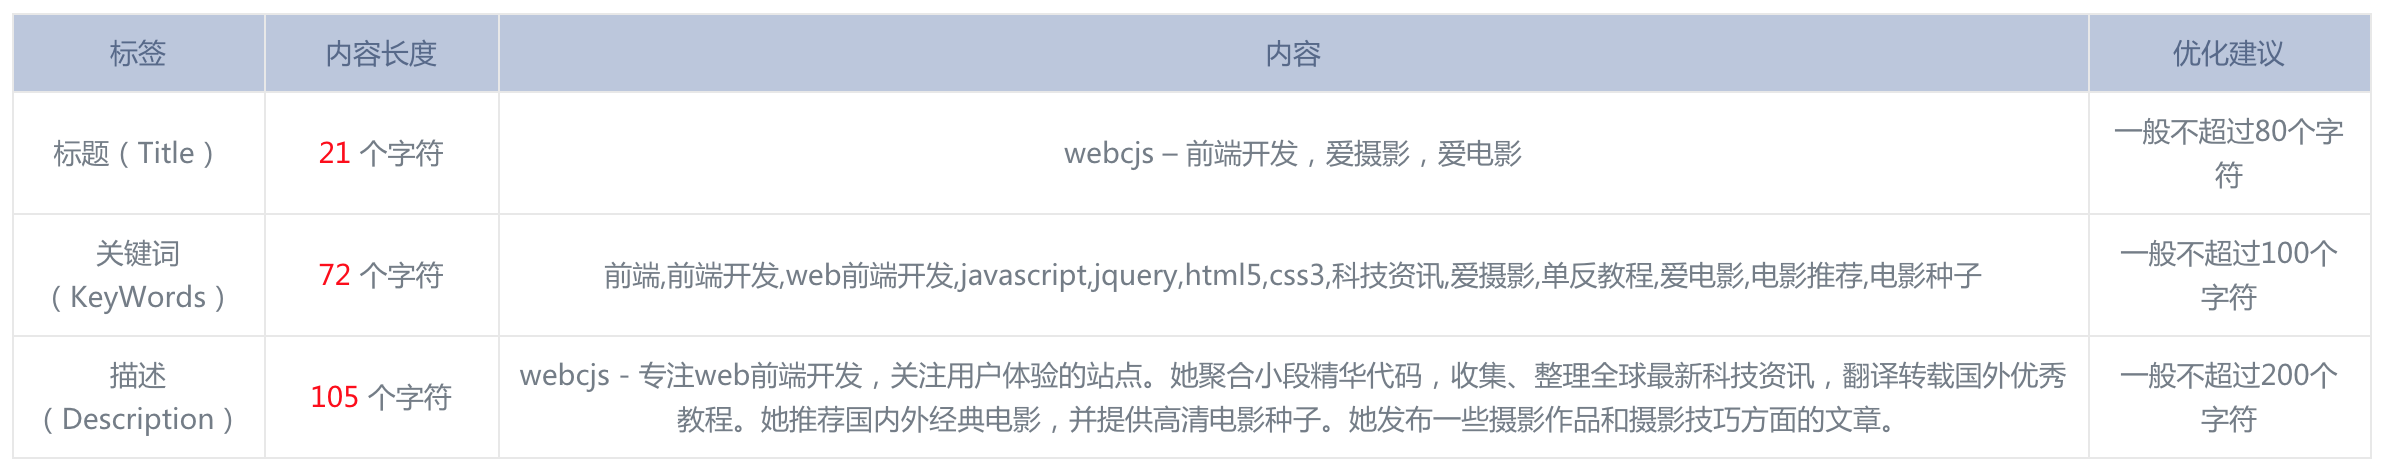 标签 内容长度 内容 优化建议
标题（Title） 21 个字符 webcjs – 前端开发，爱摄影，爱电影 一般不超过80个字
符
关键词
（KeyWords） 72 个字符 前端,前端开发,web前端开发,javascript,jquery,html5,css3,科技资讯,爱摄影,单反教程,爱电影,电影推荐,电影种子 一般不超过100个
字符
描述
（Description） 105 个字符 webcjs - 专注web前端开发，关注用户体验的站点。她聚合小段精华代码，收集、整理全球最新科技资讯，翻译转载国外优秀
教程。她推荐国内外经典电影，并提供高清电影种子。她发布一些摄影作品和摄影技巧方面的文章。 一般不超过200个
字符